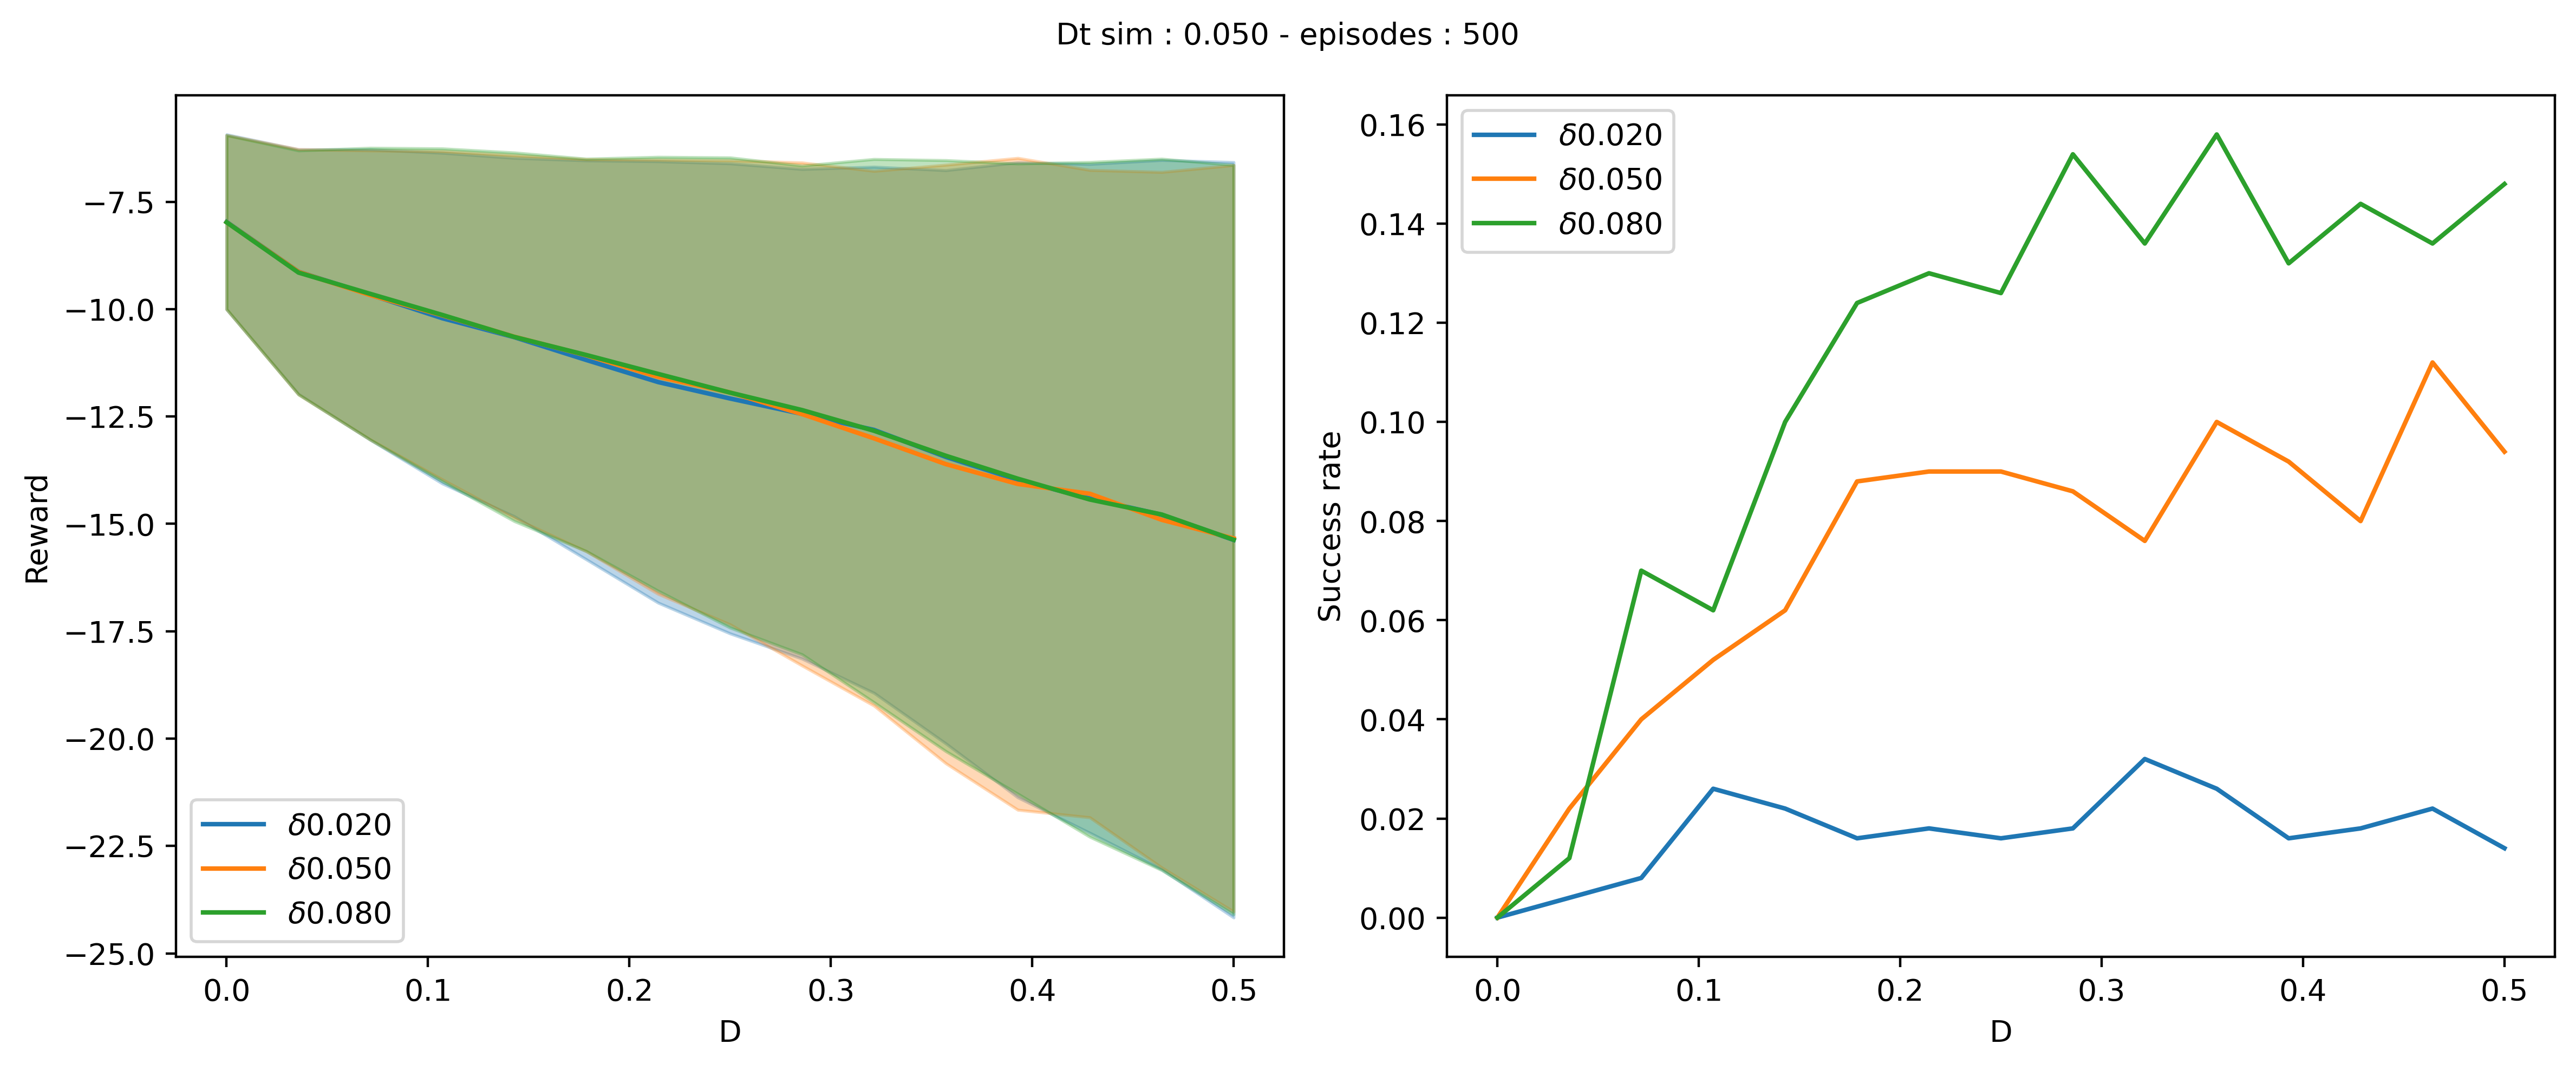 Dt sim : 0.050 - episodes : 500
Reward
−7.5
−10.0
−12.5
−15.0
−17.5
−20.0
−22.5
−25.0
δ0.020
δ0.050
δ0.080
0.0 0.1 0.2 0.3 0.4 0.5
D
Success rate
0.16
0.14
0.12
0.10
0.08
0.06
0.04
0.02
0.00
δ0.020
δ0.050
δ0.080
0.0 0.1 0.2 0.3 0.4 0.5
D